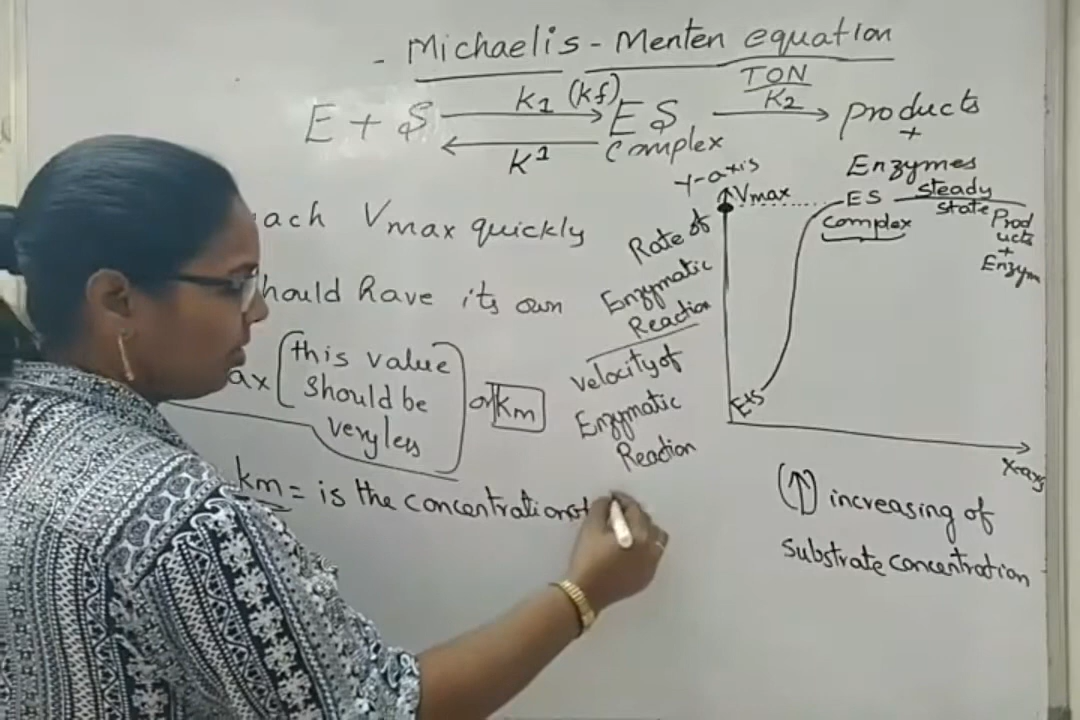 - Michaelis - Menten equation
E + S K1 (Kf) ES TON K2 products
K1 complex +
Enzymes
ach Vmax quickly
hould have its own
ax (this value
should be
very less) or Km
km = is the concentration of
Y-axis
Vmax
ES
complex
steady
state
Prod
ucts
+
Enzym
Rate of
Enzymatic
Reaction
velocity of
Enzymatic
Reaction
E+S
X-axis
(↑) increasing of
substrate concentration